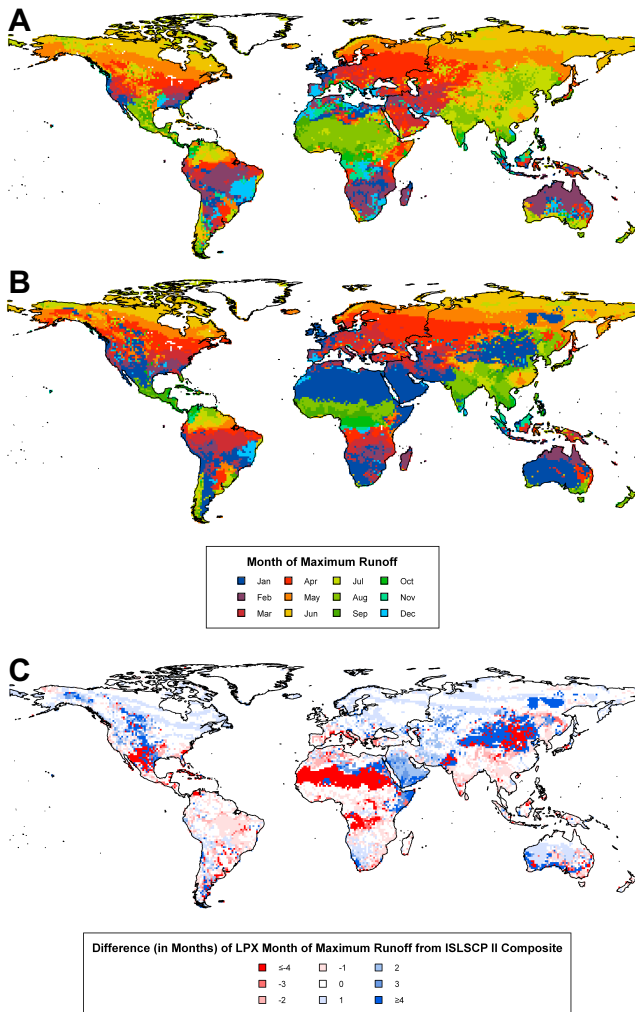 A
B
Month of Maximum Runoff
Jan Apr Jul Oct
Feb May Aug Nov
Mar Jun Sep Dec
C
Difference (in Months) of LPX Month of Maximum Runoff from ISLSCP II Composite
≤-4 -1 2
-3 0 3
-2 1 ≥4